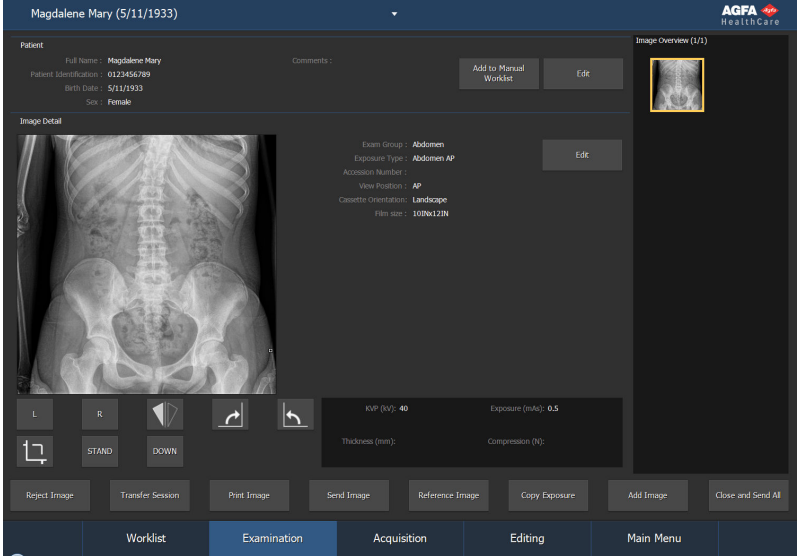 Magdalene Mary (5/11/1933)
AGFA
HealthCare
Patient
Full Name : Magdalene Mary
Comments :
Patient Identification : 0123456789
Birth Date : 5/11/1933
Sex : Female
Add to Manual
Worklist
Edit
Image Overview (1/1)
Image Detail
Exam Group : Abdomen
Exposure Type : Abdomen AP
Accession Number :
View Position : AP
Cassette Orientation: Landscape
Film size : 10INx12IN
Edit
L
R
STAND
DOWN
KVP (kV): 40
Exposure (mAs): 0.5
Thickness (mm):
Compression (N):
Reject Image
Transfer Session
Print Image
Send Image
Reference Image
Copy Exposure
Add Image
Close and Send All
Worklist
Examination
Acquisition
Editing
Main Menu